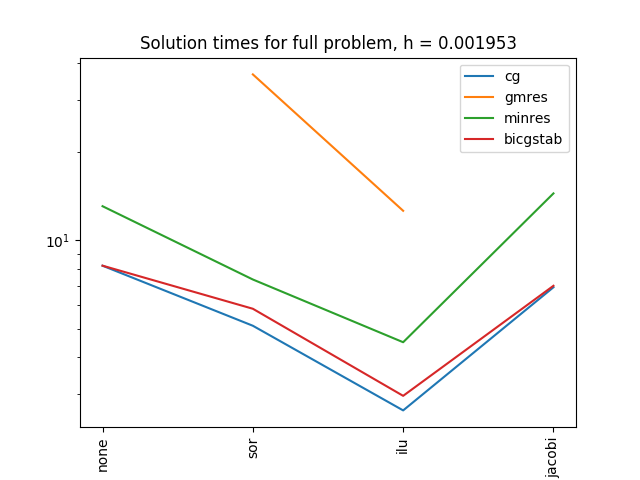 Solution times for full problem, h = 0.001953
cg
gmres
minres
bicgstab
10¹
none
sor
ilu
jacobi